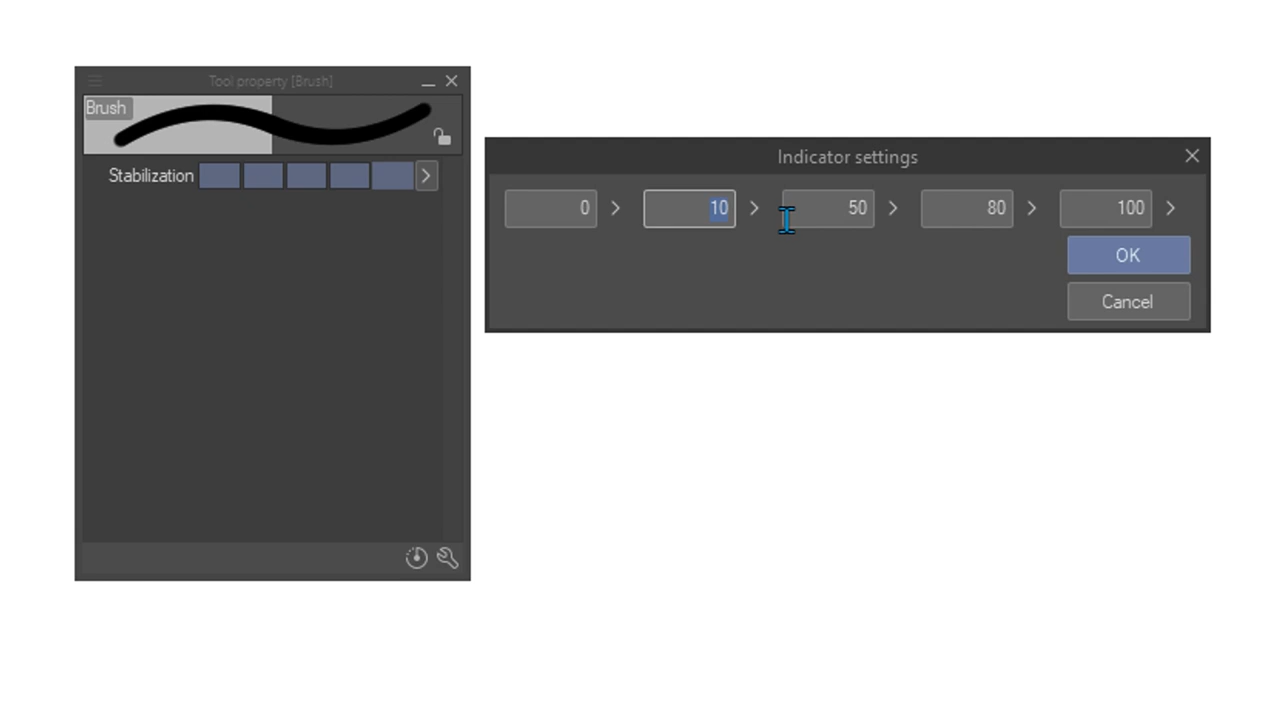 Tool property [Brush]
Brush
Stabilization
Indicator settings
0 > 10 > 50 > 80 > 100 >
OK
Cancel